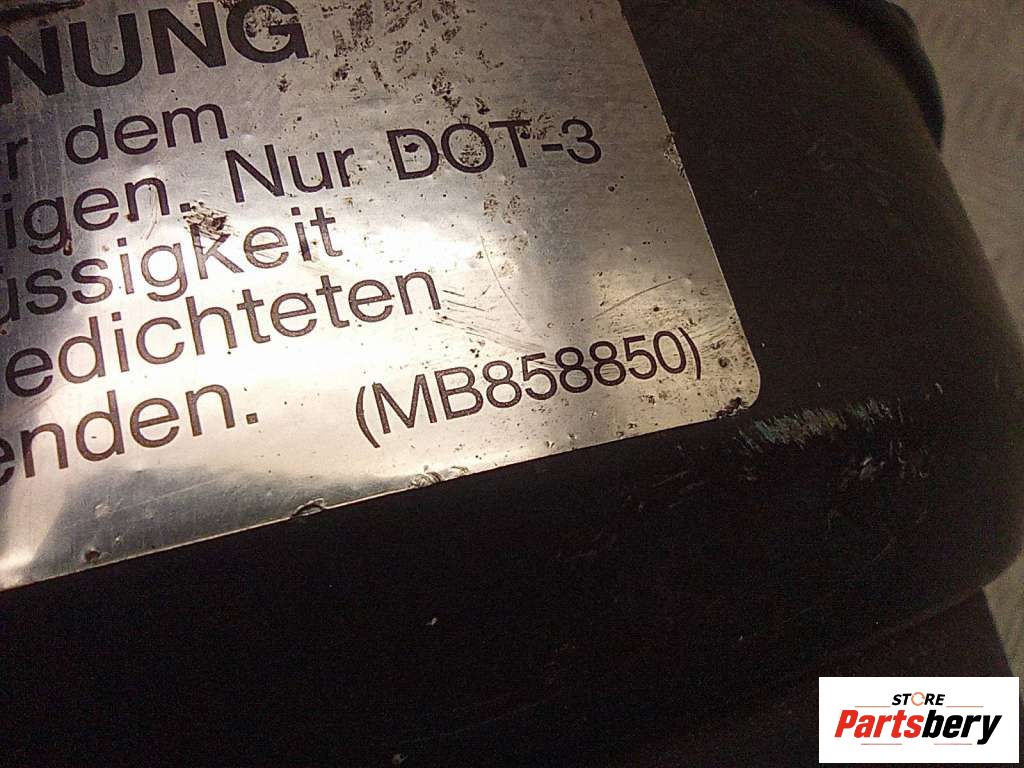 NUNG
r dem
igen. Nur DOT-3
üssigkeit
edichteten
enden. (MB858850)
STORE
Partsbery